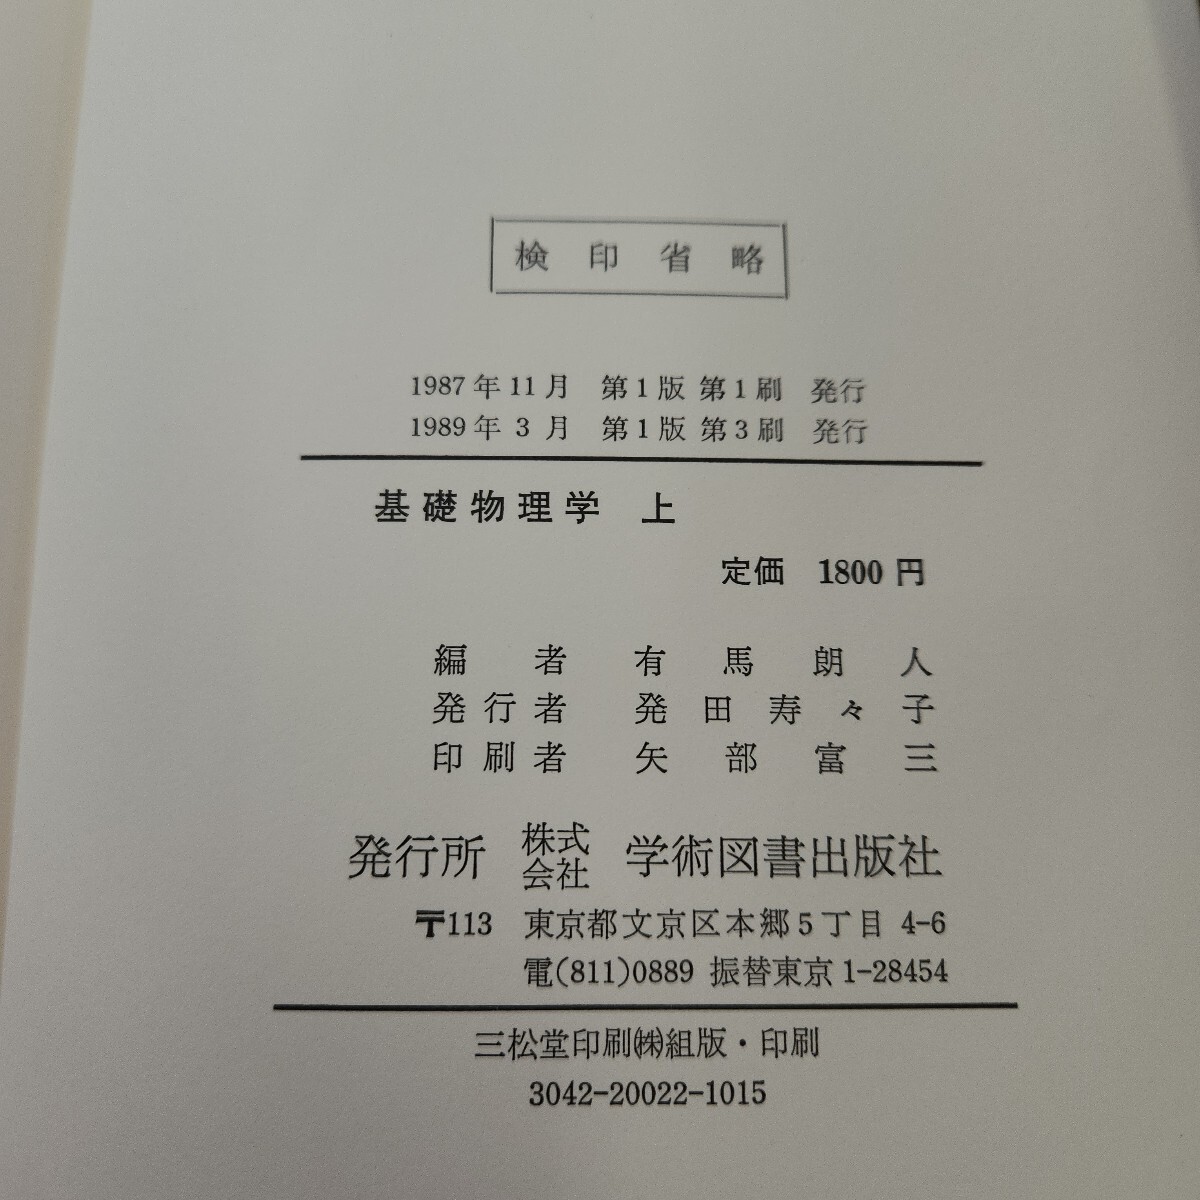 検印省略
1987年11月 第1版 第1刷 発行
1989年 3月 第1版 第3刷 発行
基礎物理学 上
定価 1800円
編者 有馬朗人
発行者 発田寿々子
印刷者 矢部富三
発行所 株式会社 学術図書出版社
〒113 東京都文京区本郷5丁目 4-6
電(811)0889 振替東京1-28454
三松堂印刷㈱組版・印刷
3042-20022-1015